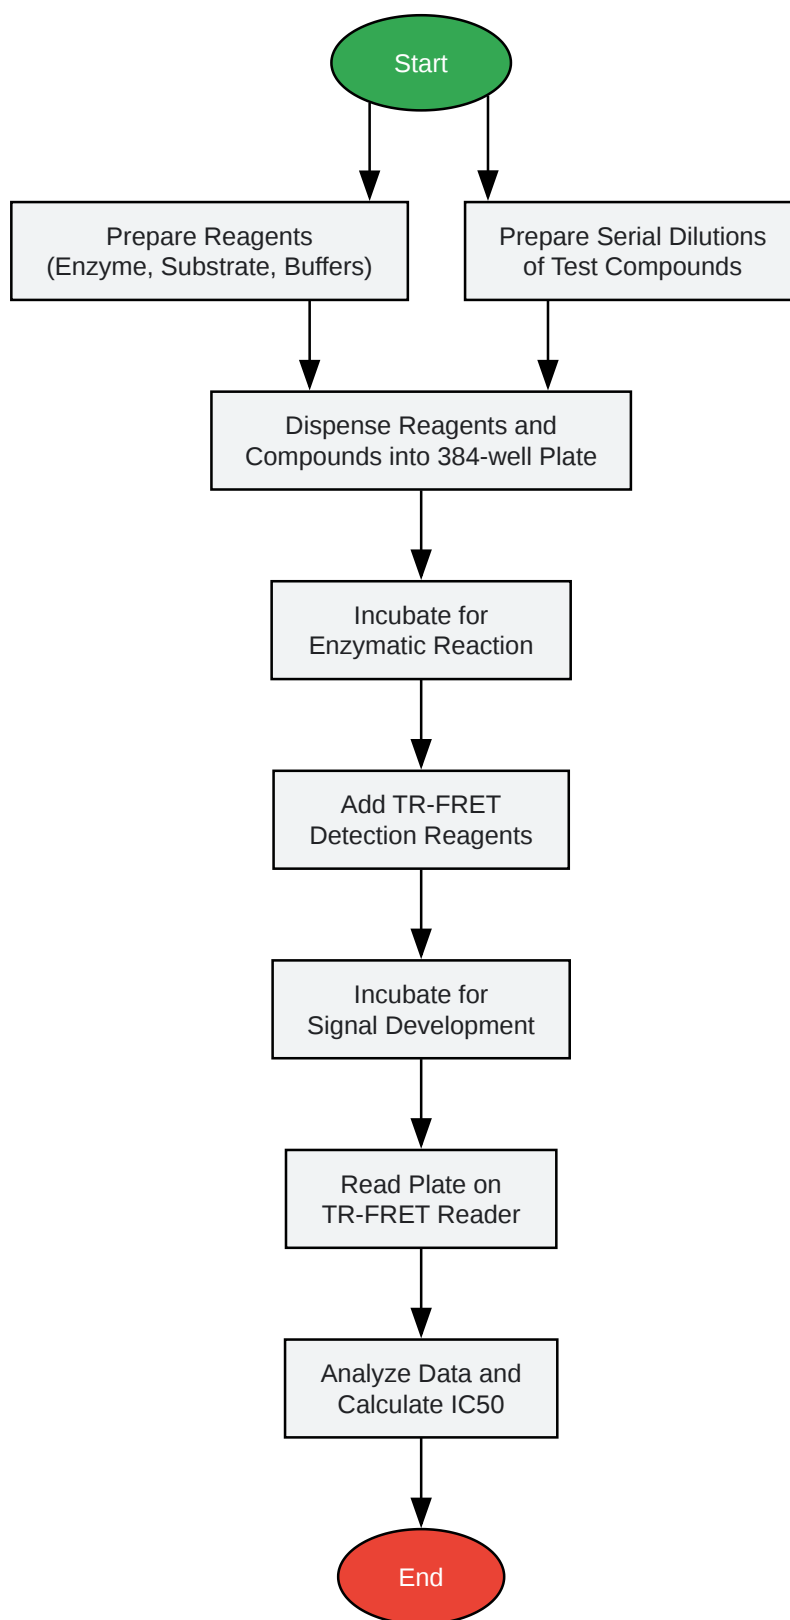 Start
Prepare Reagents
(Enzyme, Substrate, Buffers)
Prepare Serial Dilutions
of Test Compounds
Dispense Reagents and
Compounds into 384-well Plate
Incubate for
Enzymatic Reaction
Add TR-FRET
Detection Reagents
Incubate for
Signal Development
Read Plate on
TR-FRET Reader
Analyze Data and
Calculate IC50
End